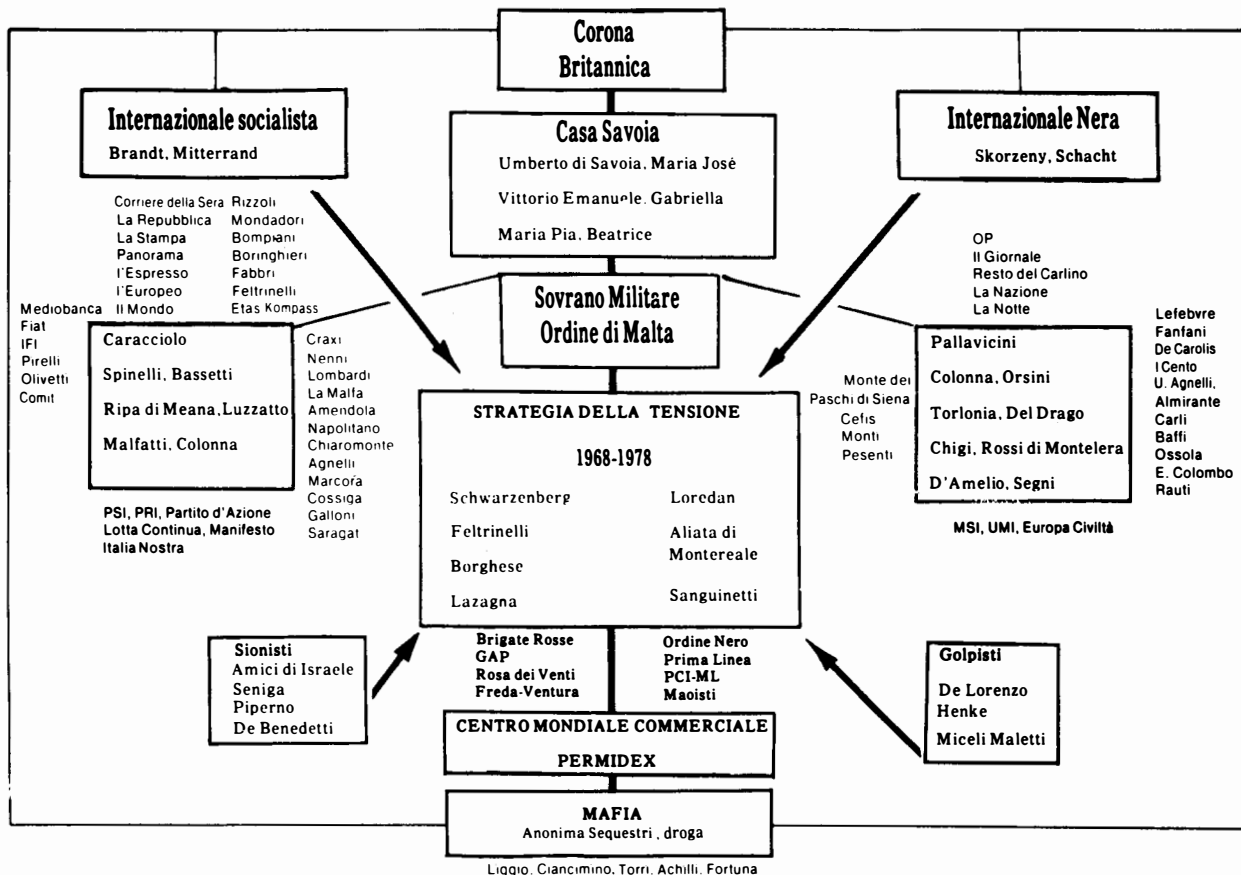 Corona
Britannica
Internazionale socialista
Brandt, Mitterrand
Casa Savoia
Umberto di Savoia, Maria José
Vittorio Emanuele, Gabriella
Maria Pia, Beatrice
Internazionale Nera
Skorzeny, Schacht
Corriere della Sera
La Repubblica
La Stampa
Panorama
l'Espresso
l'Europeo
Il Mondo
Rizzoli
Mondadori
Bompiani
Boringhieri
Fabbri
Feltrinelli
Etas Kompass
Mediobanca
Fiat
IFI
Pirelli
Olivetti
Comit
Caracciolo
Spinelli, Bassetti
Ripa di Meana, Luzzatto
Malfatti, Colonna
Craxi
Nenni
Lombardi
La Malfa
Amendola
Napolitano
Chiaromonte
Agnelli
Marcora
Cossiga
Galloni
Saragat
PSI, PRI, Partito d'Azione
Lotta Continua, Manifesto
Italia Nostra
Sovrano Militare
Ordine di Malta
OP
Il Giornale
Resto del Carlino
La Nazione
La Notte
Monte dei
Paschi di Siena
Cefis
Monti
Pesenti
Pallavicini
Colonna, Orsini
Torlonia, Del Drago
Chigi, Rossi di Montelera
D'Amelio, Segni
Lefebvre
Fanfani
De Carolis
I Cento
U. Agnelli,
Almirante
Carli
Baffi
Ossola
E. Colombo
Rauti
MSI, UMI, Europa Civiltà
STRATEGIA DELLA TENSIONE
1968-1978
Schwarzenberg
Feltrinelli
Borghese
Lazagna
Loredan
Aliata di
Montereale
Sanguinetti
Sionisti
Amici di Israele
Seniga
Piperno
De Benedetti
Brigate Rosse
GAP
Rosa dei Venti
Freda-Ventura
Ordine Nero
Prima Linea
PCI-ML
Maoisti
Golpisti
De Lorenzo
Henke
Miceli Maletti
CENTRO MONDIALE COMMERCIALE
PERMIDEX
MAFIA
Anonima Sequestri, droga
Liggio, Ciancimino, Torri, Achilli, Fortuna